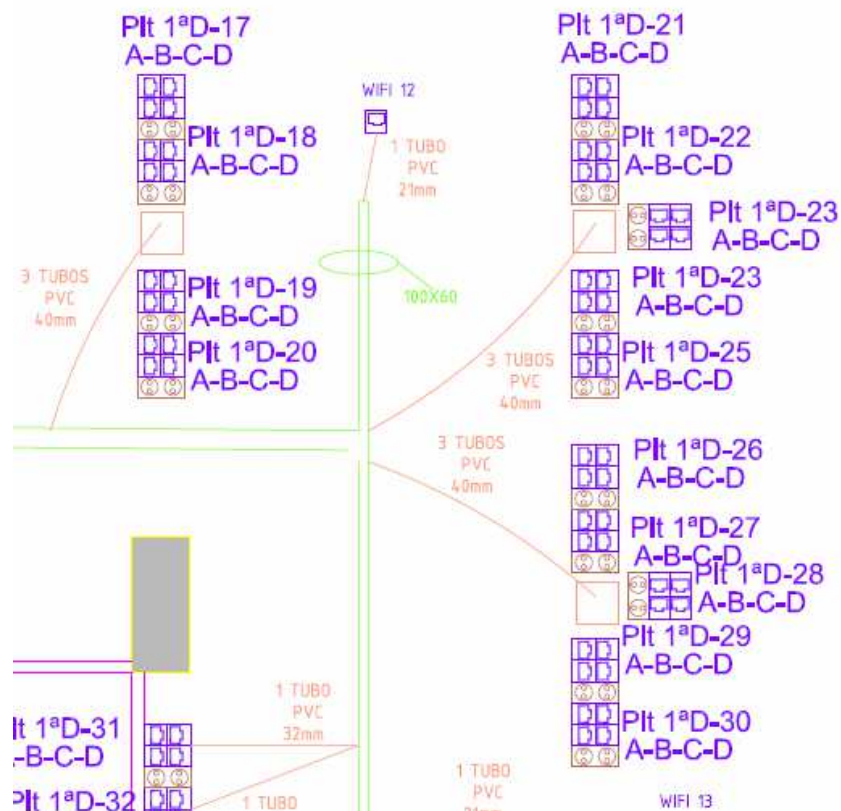 Plt 1ªD-17
A-B-C-D
Plt 1ªD-18
A-B-C-D
3 TUBOS
PVC
40mm
Plt 1ªD-19
A-B-C-D
Plt 1ªD-20
A-B-C-D
WIFI 12
1 TUBO
PVC
21mm
100X60
Plt 1ªD-21
A-B-C-D
Plt 1ªD-22
A-B-C-D
Plt 1ªD-23
A-B-C-D
Plt 1ªD-23
A-B-C-D
Plt 1ªD-25
A-B-C-D
3 TUBOS
PVC
40mm
3 TUBOS
PVC
40mm
Plt 1ªD-26
A-B-C-D
Plt 1ªD-27
A-B-C-D
Plt 1ªD-28
A-B-C-D
Plt 1ªD-29
A-B-C-D
Plt 1ªD-30
A-B-C-D
1 TUBO
PVC
32mm
lt 1ªD-31
-B-C-D
Plt 1ªD-32
1 TUBO
1 TUBO
PVC
WIFI 13